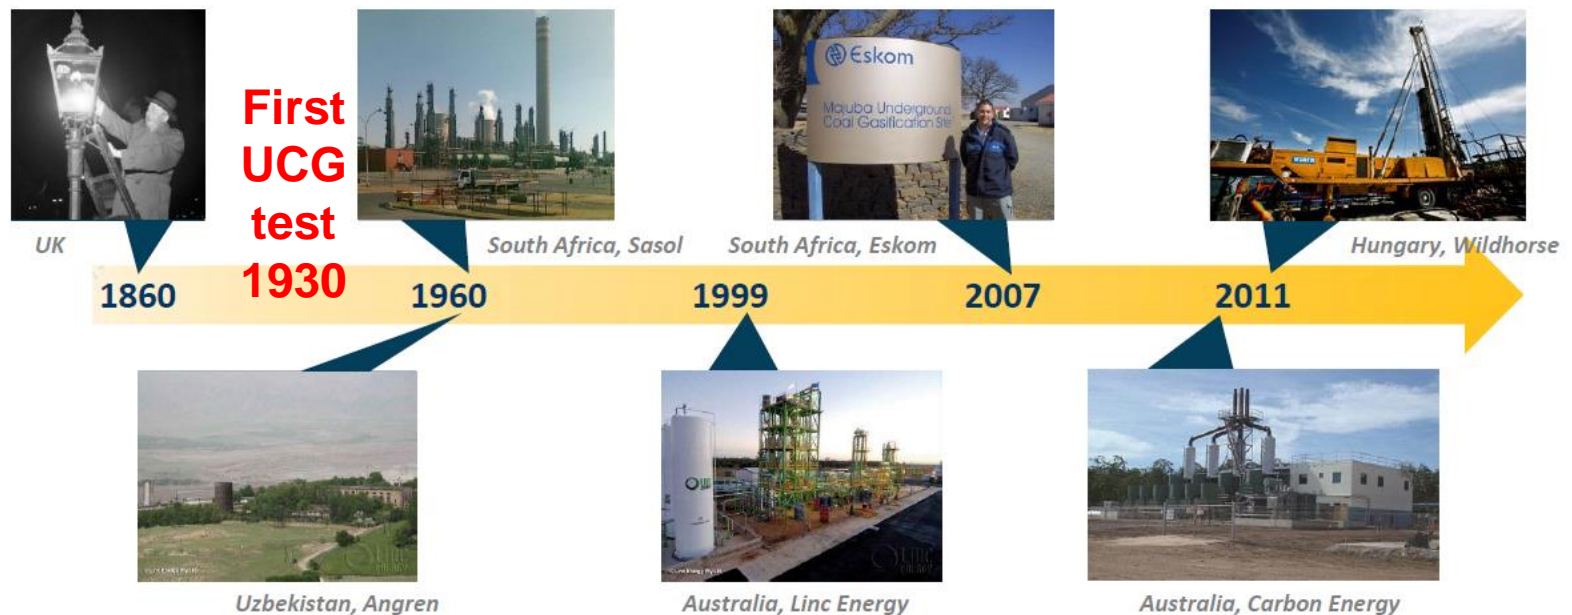 First
UCG
test
1930
Eskom
Majuba Underground
Coal Gasification Site
UK
South Africa, Sasol
South Africa, Eskom
Hungary, Wildhorse
1860
1960
1999
2007
2011
Uzbekistan, Angren
Australia, Linc Energy
Australia, Carbon Energy